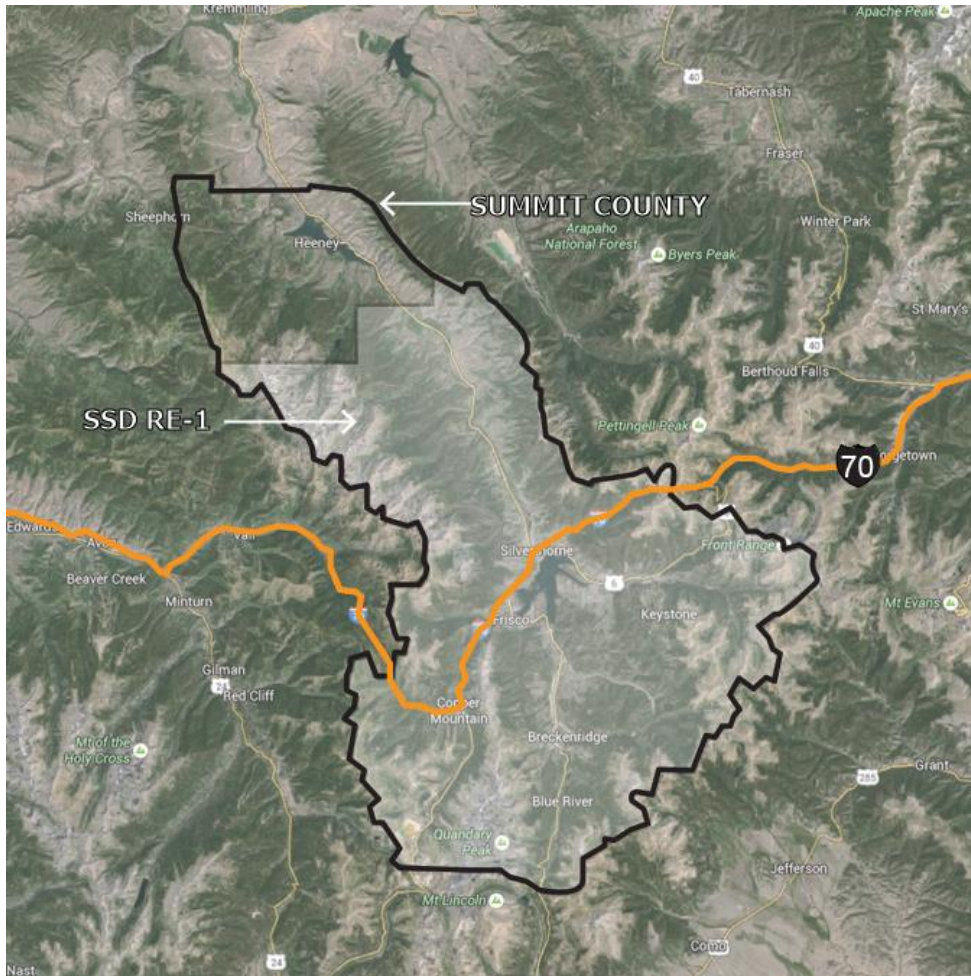 Kremmling
Apache Peak
40
Tabernash
Fraser
SUMMIT COUNTY
Sheephorn
Winter Park
Arapaho
National Forest
Heeney
Byers Peak
St Mary's
40
Berthoud Falls
SSD RE-1
Pettingell Peak
70
orgetown
Edwards
Avon
Vail
Silverthorne
Front Range
Beaver Creek
6
Minturn
Frisco
Keystone
Mt Evans
Gilman
24
Red Cliff
Copper
Mountain
Mt of the
Holy Cross
Breckenridge
Grant
285
Blue River
Quandary
Peak
Jefferson
Mt Lincoln
Como
24
Nast